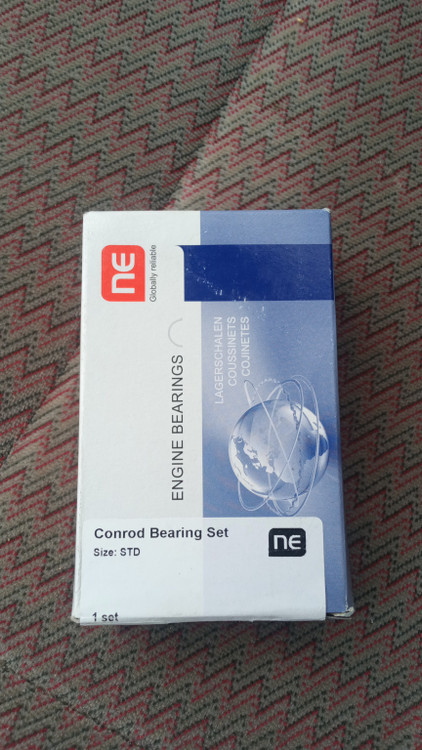 NE
Globally reliable
ENGINE BEARINGS
LAGERSCHALEN
COUSSINETS
COJINETES
Conrod Bearing Set
Size: STD
NE
1 set